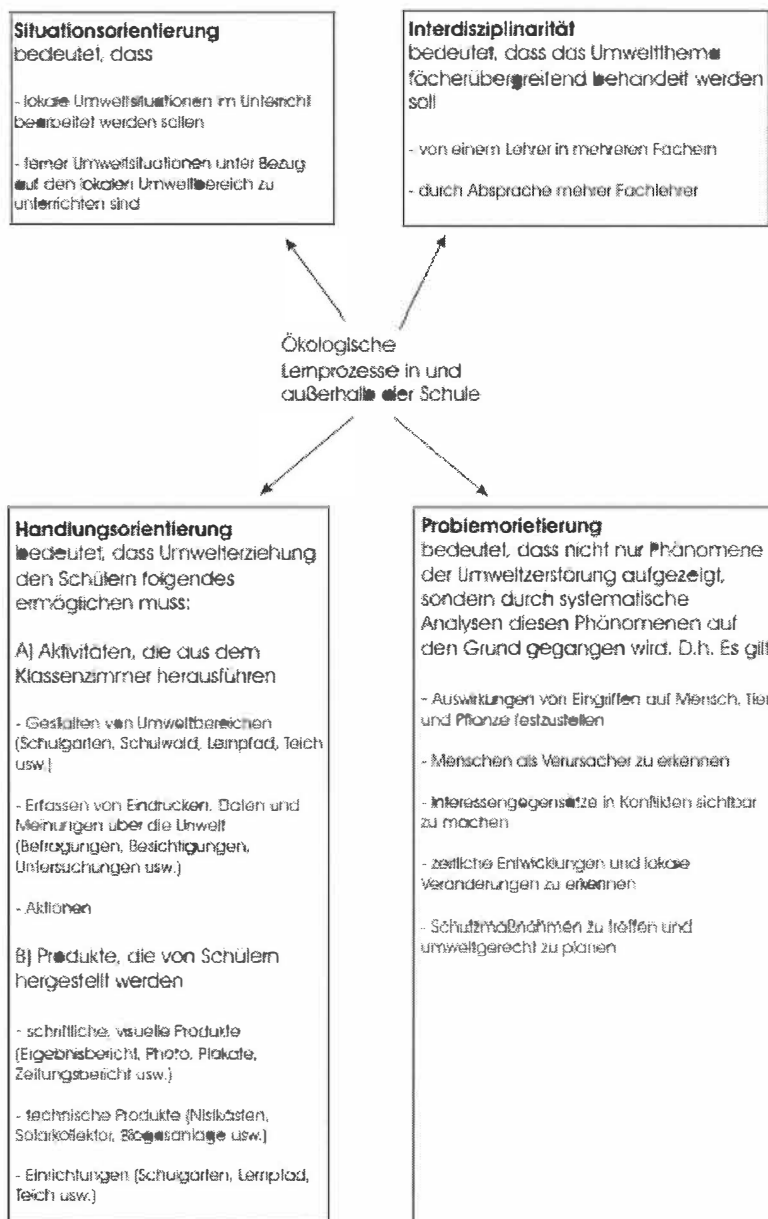 Situationsorientierung
bedeutet, dass
- lokale Umweltsituationen im Unterricht
bearbeitet werden sollen
- ferner Umweltsituationen unter Bezug
auf den lokalen Umweltbereich zu
unterrichten sind
Interdisziplinarität
bedeutet, dass das Umweltthema
fächerübergreifend behandelt werden
soll
- von einem Lehrer in mehreren Fächern
- durch Absprache mehrer Fachlehrer
Ökologische
Lernprozesse in und
außerhalb der Schule
Handlungsorientierung
bedeutet, dass Umwelterziehung
den Schülern folgendes
ermöglichen muss:
A) Aktivitäten, die aus dem
Klassenzimmer herausführen
- Gestalten von Umweltbereichen
(Schulgarten, Schulwald, Lernpfad, Teich
usw.)
- Erfassen von Eindrücken, Daten und
Meinungen über die Umwelt
(Befragungen, Besichtigungen,
Untersuchungen usw.)
- Aktionen
B) Produkte, die von Schülern
hergestellt werden
- schriftliche, visuelle Produkte
(Ergebnisbericht, Photo, Plakate,
Zeitungsbericht usw.)
- technische Produkte (Nistkästen,
Solarkollektor, Biogasanlage usw.)
- Einrichtungen (Schulgarten, Lernpfad,
Teich usw.)
Problemorietierung
bedeutet, dass nicht nur Phänomene
der Umweltzerstörung aufgezeigt,
sondern durch systematische
Analysen diesen Phänomenen auf
den Grund gegangen wird. D.h. Es gilt
- Auswirkungen von Eingriffen auf Mensch, Tier
und Pflanze festzustellen
- Menschen als Verursacher zu erkennen
- Interessengegensätze in Konflikten sichtbar
zu machen
- zeitliche Entwicklungen und lokale
Veränderungen zu erkennen
- Schutzmaßnahmen zu treffen und
umweltgerecht zu planen